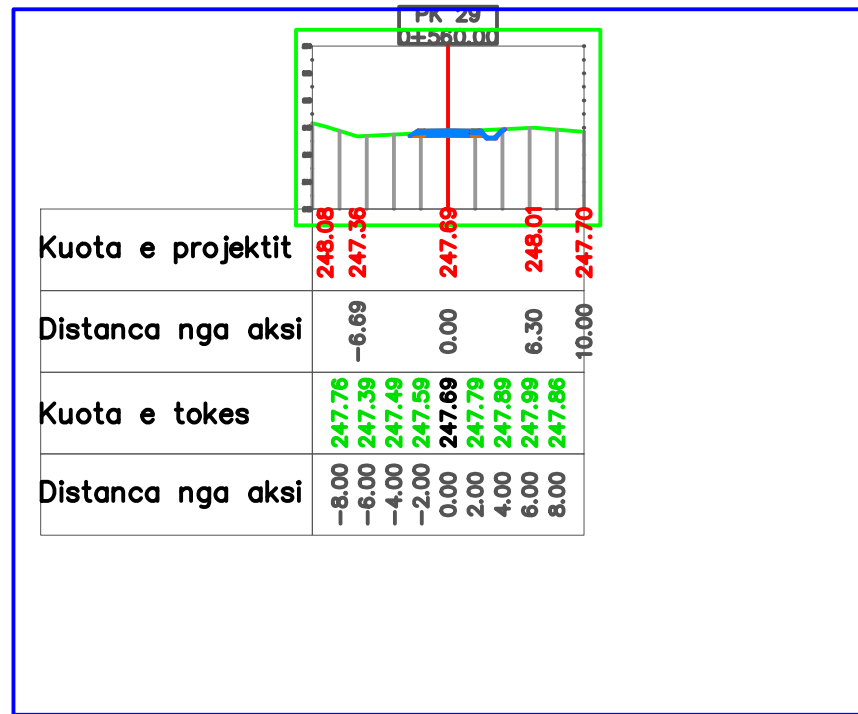 PK 29
0+560.00
Kuota e projektit 248.08 247.36 247.69 248.01 247.70
Distanca nga aksi -6.69 0.00 6.30 10.00
Kuota e tokes 247.76 247.39 247.49 247.59 247.69 247.79 247.89 247.99 247.86
Distanca nga aksi -8.00 -6.00 -4.00 -2.00 0.00 2.00 4.00 6.00 8.00